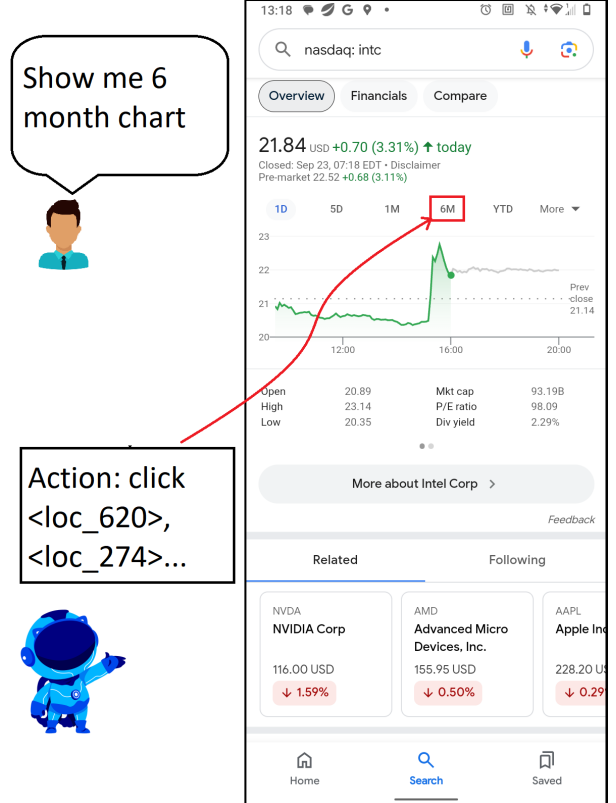 Show me 6
month chart
Action: click
<loc_620>,
<loc_274>...
13:18
nasdaq: intc
Overview Financials Compare
21.84 USD +0.70 (3.31%) ↑ today
Closed: Sep 23, 07:18 EDT • Disclaimer
Pre-market 22.52 +0.68 (3.11%)
1D 5D 1M 6M YTD More
23
22
21
20
Prev
close
21.14
12:00 16:00 20:00
Open 20.89 Mkt cap 93.19B
High 23.14 P/E ratio 98.09
Low 20.35 Div yield 2.29%
More about Intel Corp >
Feedback
Related Following
NVDA AMD AAPL
NVIDIA Corp Advanced Micro Apple Inc
Devices, Inc.
116.00 USD 155.95 USD 228.20 U
↓ 1.59% ↓ 0.50% ↓ 0.29
Home Search Saved